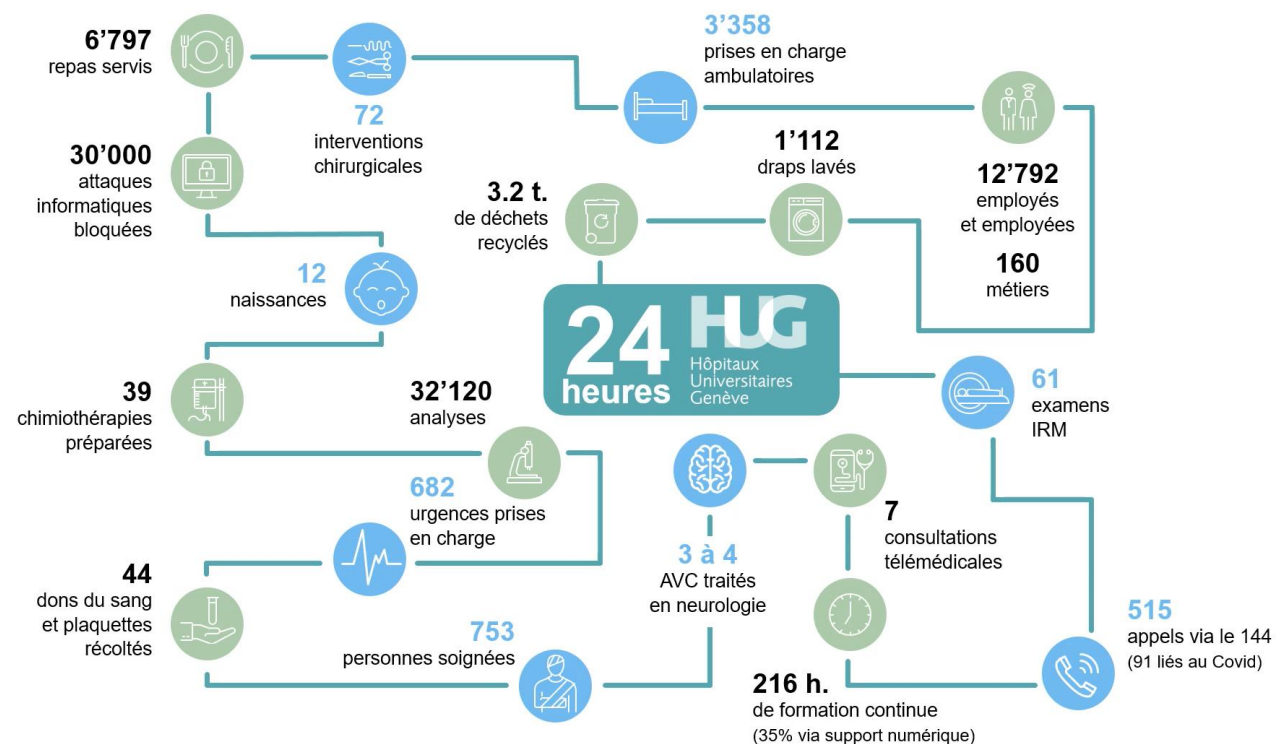 6’797
repas servis
72
interventions
chirurgicales
3’358
prises en charge
ambulatoires
12’792
employés
et employées
160
métiers
1’112
draps lavés
3.2 t.
de déchets
recyclés
30’000
attaques
informatiques
bloquées
12
naissances
24
heures
HUG
Hôpitaux
Universitaires
Genève
61
examens
IRM
39
chimiothérapies
préparées
32’120
analyses
682
urgences prises
en charge
3 à 4
AVC traités
en neurologie
7
consultations
télémédicales
44
dons du sang
et plaquettes
récoltés
753
personnes soignées
216 h.
de formation continue
(35% via support numérique)
515
appels via le 144
(91 liés au Covid)